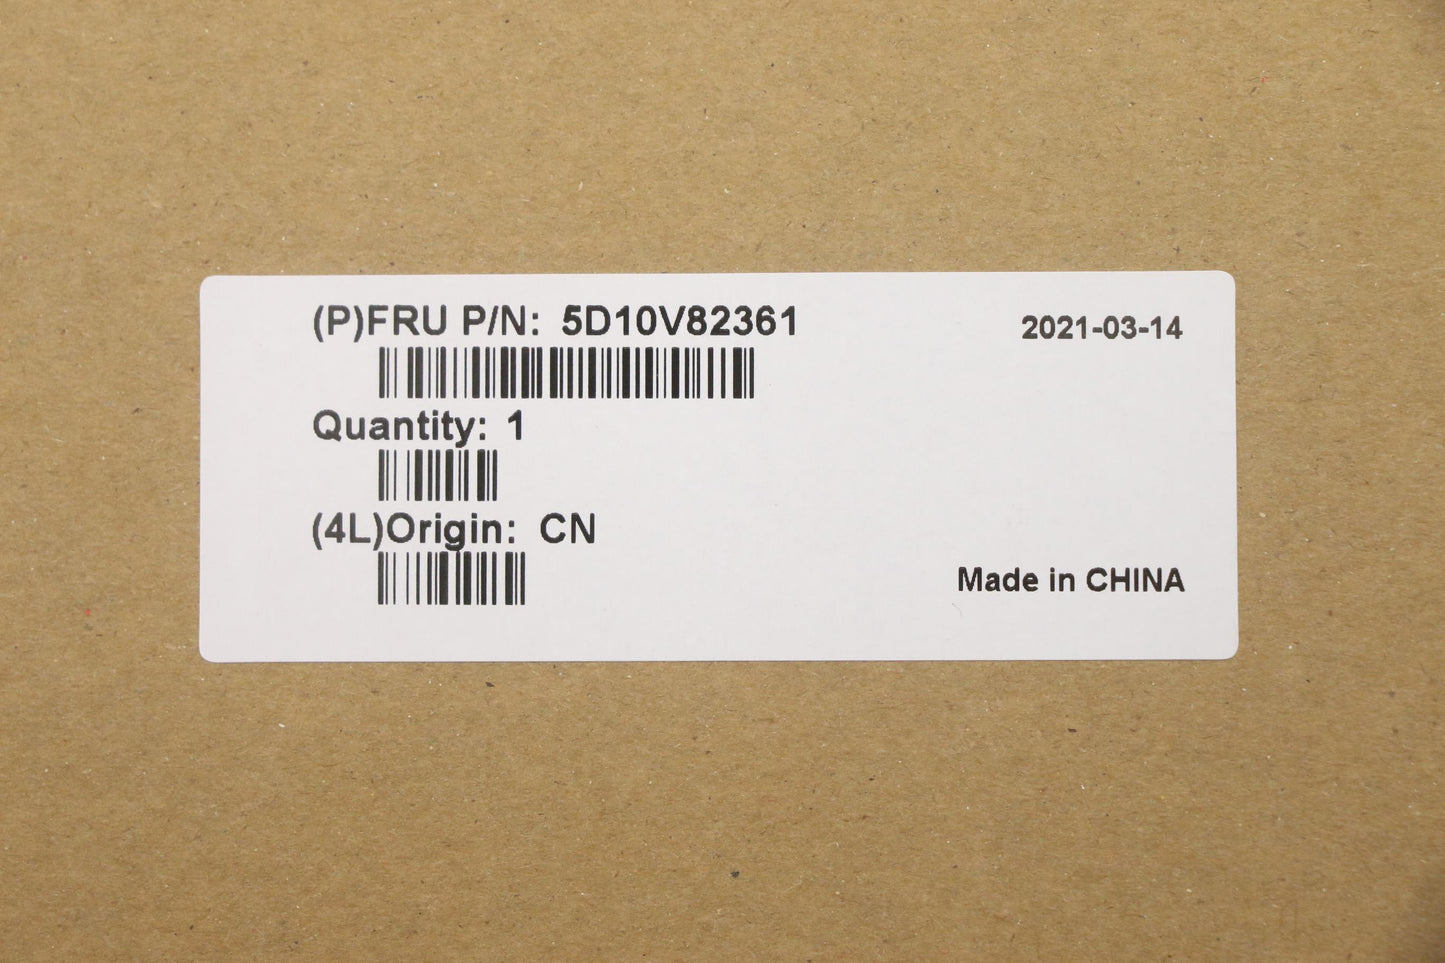 (P)FRU P/N: 5D10V82361
2021-03-14
Quantity: 1
(4L)Origin: CN
Made in CHINA